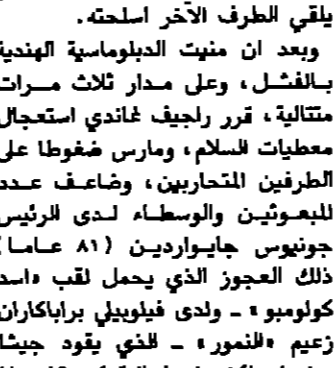 يلقي الطرف الآخر اسلحته.
وبعد ان منيت الدبلوماسية الهندية
بالفشل، وعلى مدار ثلاث مرات
متتالية، قرر راجيف غاندي استعجال
معطيات السلام، ومارس ضغوطا على
الطرفين المتحاربين، وضاعف عدد
المبعوثين والوسطاء لدى الرئيس
جونيوس جايواردين (٨١ عاما)
ذلك العجوز الذي يحمل لقب «اسد
كولومبو» ـ ولدى فيلوبيلي براباكاران
زعيم «النمور» ـ الذي يقود جيشا